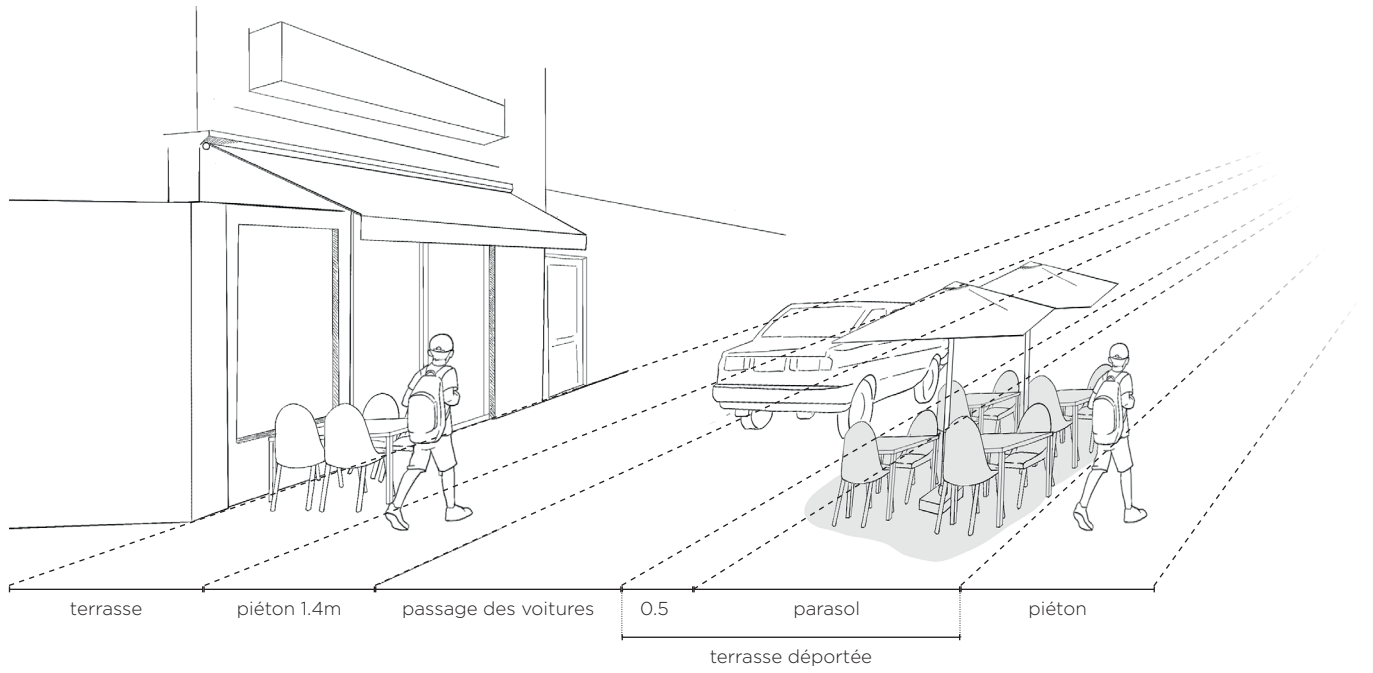 terrasse
piéton 1.4m
passage des voitures
0.5
parasol
piéton
terrasse déportée